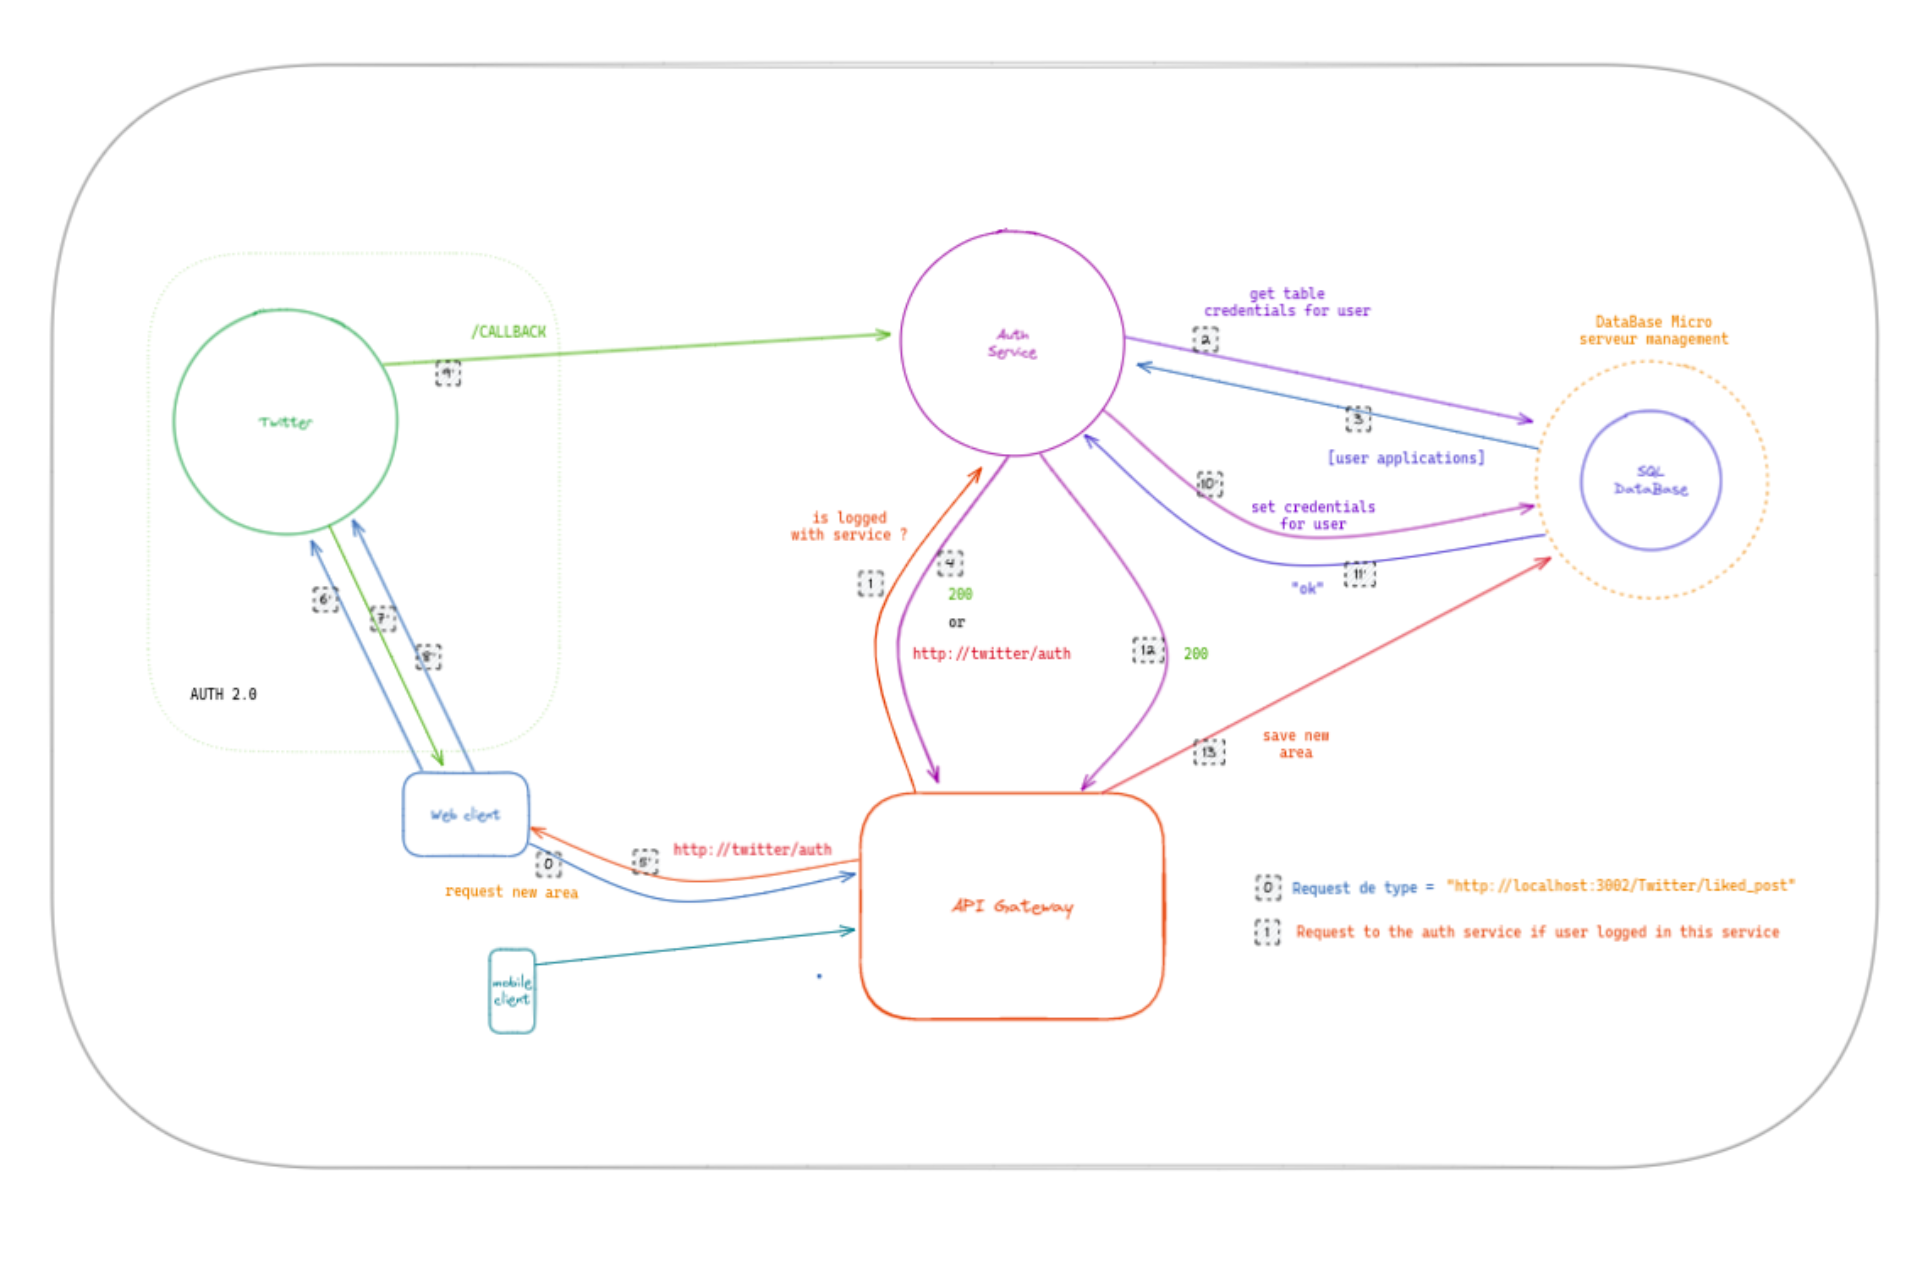 get table
credentials for user
2
DataBase Micro
serveur management
/CALLBACK
9'
Auth
Service
Twitter
3
[user applications]
SQL
DataBase
10'
set credentials
for user
is logged
with service ?
1
4
200
or
http://twitter/auth
11'
"ok"
12
200
6'
7'
8'
AUTH 2.0
13
save new
area
Web client
0
5'
http://twitter/auth
request new area
API Gateway
mobile
client
0 Request de type = "http://localhost:3002/Twitter/liked_post"
1 Request to the auth service if user logged in this service